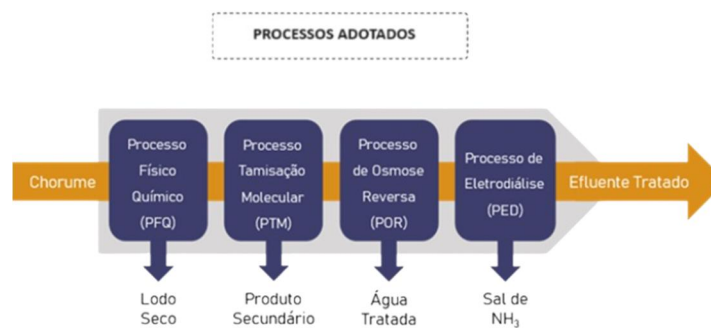 PROCESSOS ADOTADOS
Chorume
Processo
Físico
Químico
(PFQ)
Processo
Tamisação
Molecular
(PTM)
Processo
de Osmose
Reversa
(POR)
Processo de
Eletrodiálise
(PED)
Efluente Tratado
Lodo
Seco
Produto
Secundário
Água
Tratada
Sal de
NH₃